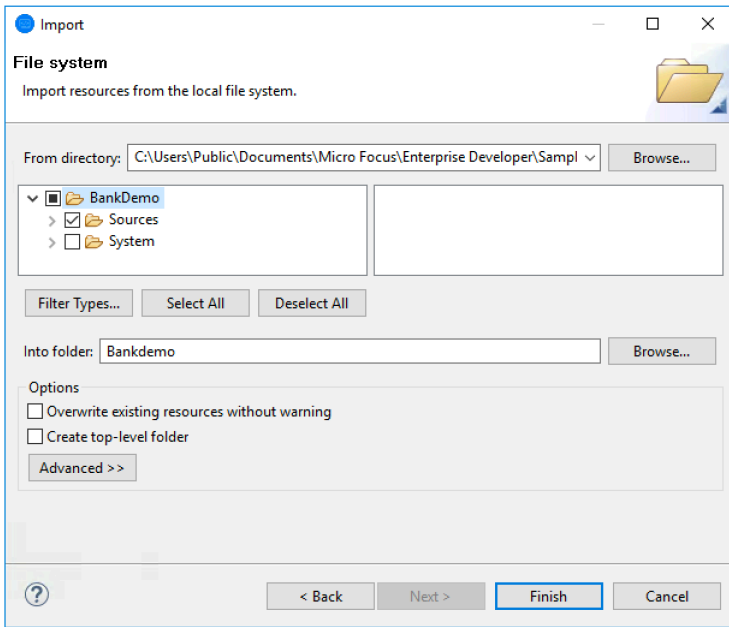 Import
File system
Import resources from the local file system.
From directory: C:\Users\Public\Documents\Micro Focus\Enterprise Developer\Sampl Browse...
BankDemo
Sources
System
Filter Types... Select All Deselect All
Into folder: Bankdemo Browse...
Options
Overwrite existing resources without warning
Create top-level folder
Advanced >>
? < Back Next > Finish Cancel